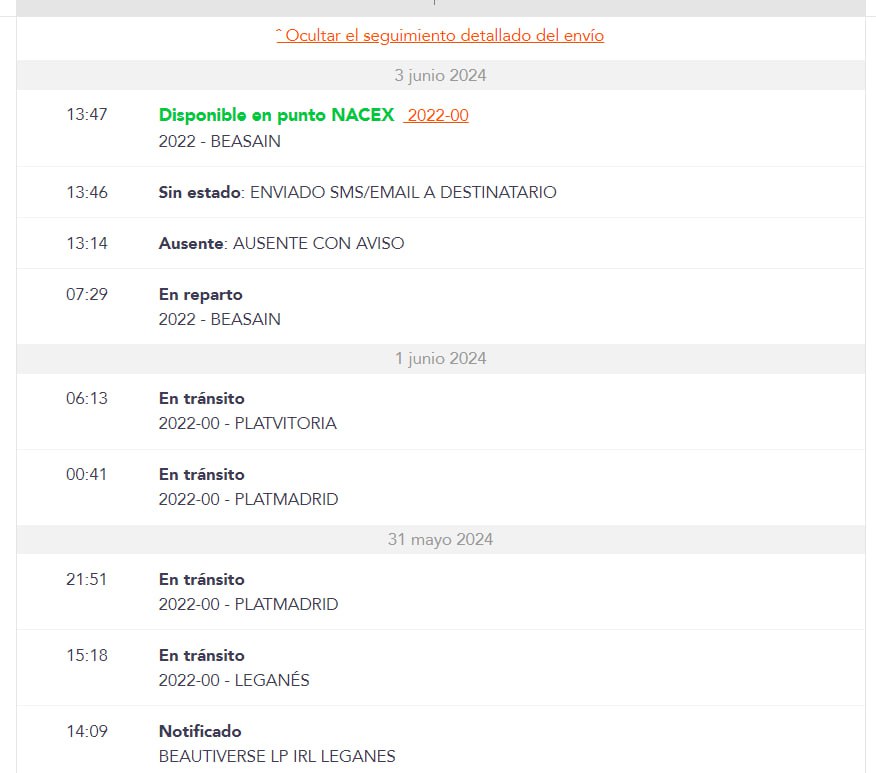 ˆ Ocultar el seguimiento detallado del envío
3 junio 2024
13:47 Disponible en punto NACEX 2022-00
2022 - BEASAIN
13:46 Sin estado: ENVIADO SMS/EMAIL A DESTINATARIO
13:14 Ausente: AUSENTE CON AVISO
07:29 En reparto
2022 - BEASAIN
1 junio 2024
06:13 En tránsito
2022-00 - PLATVITORIA
00:41 En tránsito
2022-00 - PLATMADRID
31 mayo 2024
21:51 En tránsito
2022-00 - PLATMADRID
15:18 En tránsito
2022-00 - LEGANÉS
14:09 Notificado
BEAUTIVERSE LP IRL LEGANES